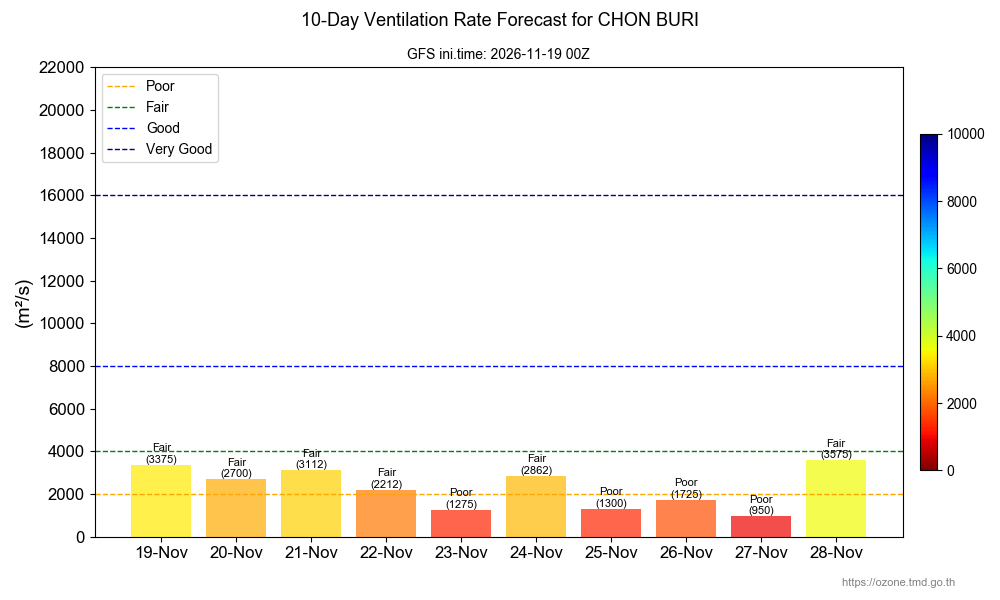 10-Day Ventilation Rate Forecast for CHON BURI
GFS ini.time: 2026-11-19 00Z
Poor
Fair
Good
Very Good
(m²/s)
22000
20000
18000
16000
14000
12000
10000
8000
6000
4000
2000
0
Fair
(3375)
Fair
(2700)
Fair
(3112)
Fair
(2212)
Poor
(1275)
Fair
(2862)
Poor
(1300)
Poor
(1725)
Poor
(950)
Fair
(3575)
19-Nov 20-Nov 21-Nov 22-Nov 23-Nov 24-Nov 25-Nov 26-Nov 27-Nov 28-Nov
10000
8000
6000
4000
2000
0
https://ozone.tmd.go.th